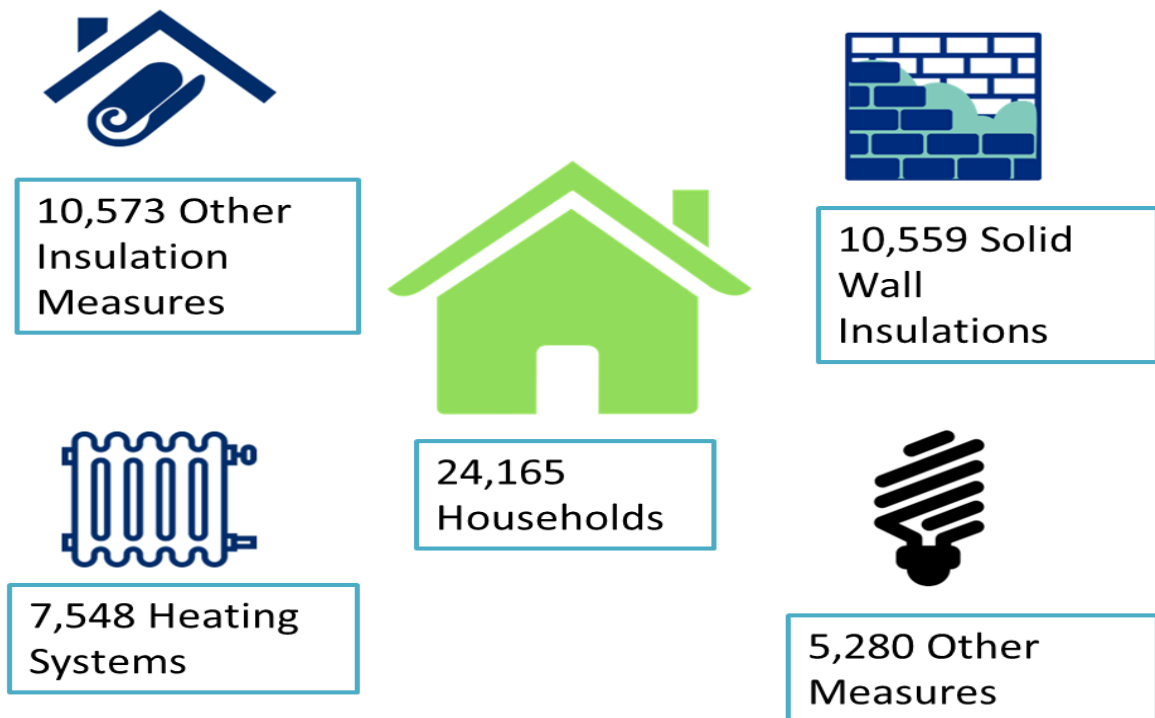 10,573 Other
Insulation
Measures
10,559 Solid
Wall
Insulations
24,165
Households
7,548 Heating
Systems
5,280 Other
Measures